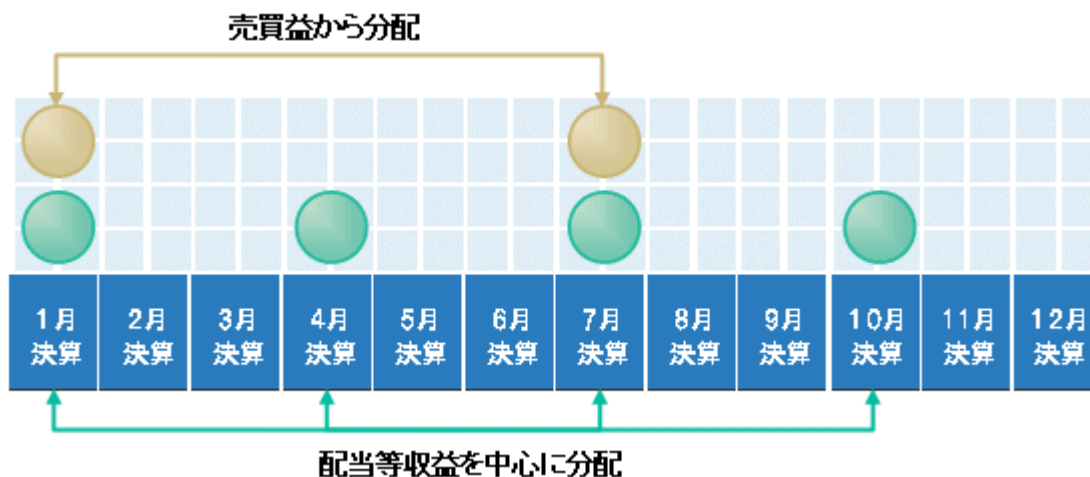 売買益から分配
1月 2月 3月 4月 5月 6月 7月 8月 9月 10月 11月 12月
決算 決算 決算 決算 決算 決算 決算 決算 決算 決算 決算 決算
配当等収益を中心に分配